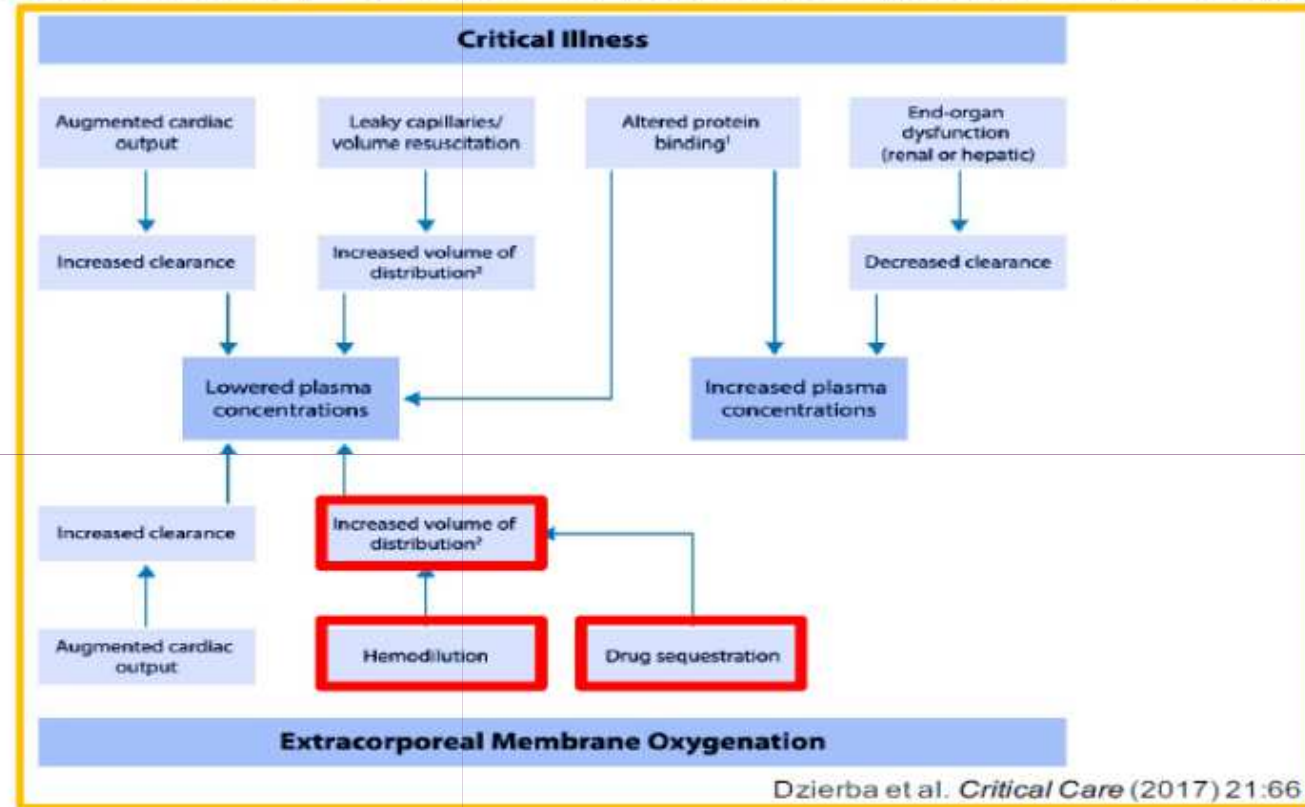 Critical Illness
Augmented cardiac
output
Leaky capillaries/
volume resuscitation
Altered protein
binding¹
End-organ
dysfunction
(renal or hepatic)
Increased clearance
Increased volume of
distribution²
Decreased clearance
Lowered plasma
concentrations
Increased plasma
concentrations
Increased clearance
Increased volume of
distribution²
Augmented cardiac
output
Hemodilution
Drug sequestration
Extracorporeal Membrane Oxygenation
Dzierba et al. Critical Care (2017) 21:66